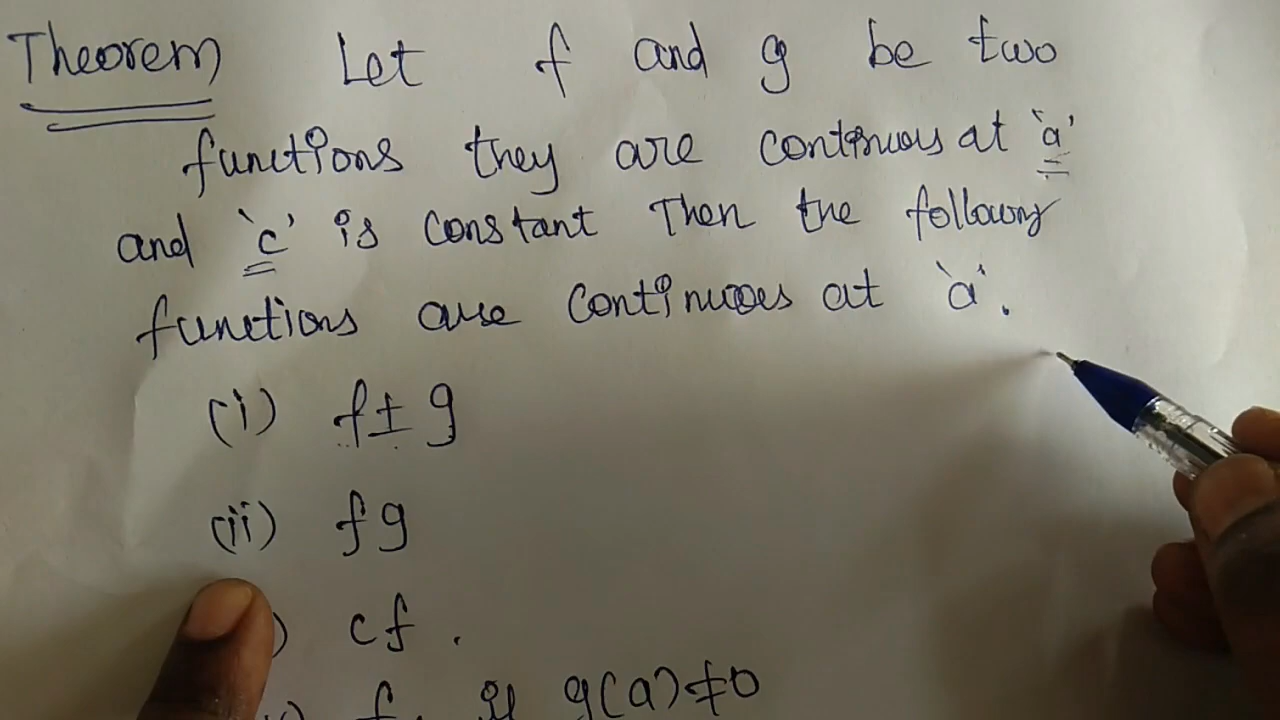 Theorem Let f and g be two
functions they are continuous at 'a'
and 'c' is constant Then the following
functions are continuous at 'a'.
(i) f ± g
(ii) fg
) cf .
) f, if g(a) ≠ 0